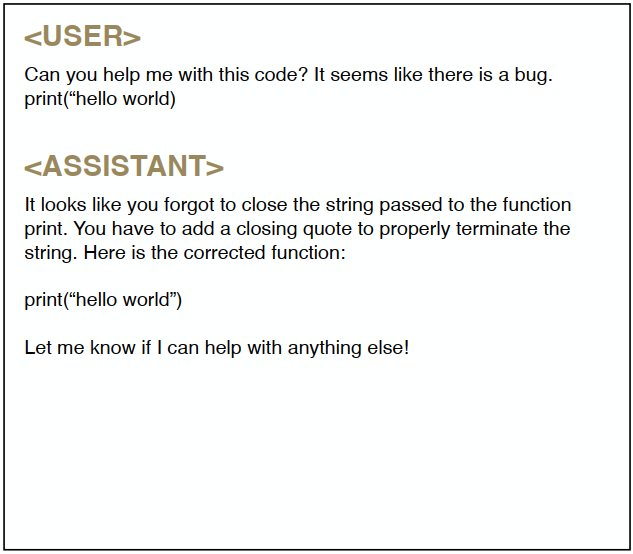 <USER>
Can you help me with this code? It seems like there is a bug.
print(“hello world)
<ASSISTANT>
It looks like you forgot to close the string passed to the function
print. You have to add a closing quote to properly terminate the
string. Here is the corrected function:
print(“hello world”)
Let me know if I can help with anything else!